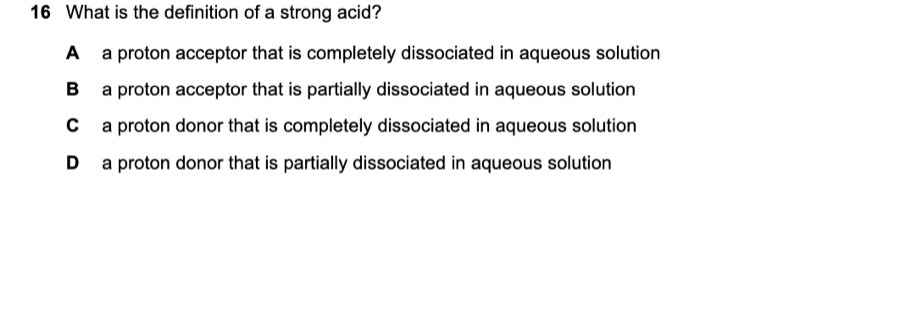 16 What is the definition of a strong acid?
A a proton acceptor that is completely dissociated in aqueous solution
B a proton acceptor that is partially dissociated in aqueous solution
C a proton donor that is completely dissociated in aqueous solution
D a proton donor that is partially dissociated in aqueous solution